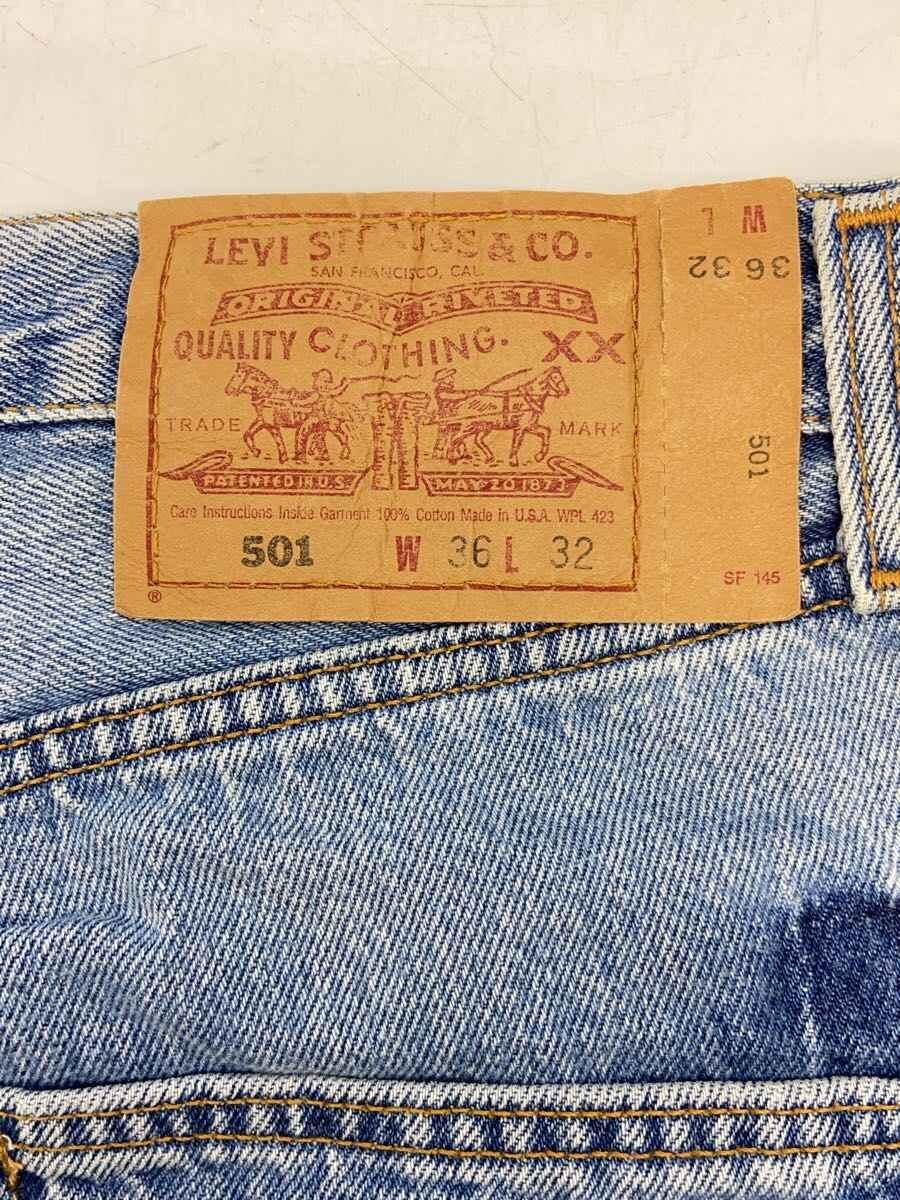 LEVI STRAUSS & CO.
SAN FRANCISCO, CAL.
ORIGINAL RIVETED
QUALITY CLOTHING. XX
TRADE MARK
PATENTED IN U.S. MAY 20 1873
Care Instructions Inside Garment 100% Cotton Made in U.S.A. WPL 423
501 W 36 L 32
®
W L
36 32
501
SF 145